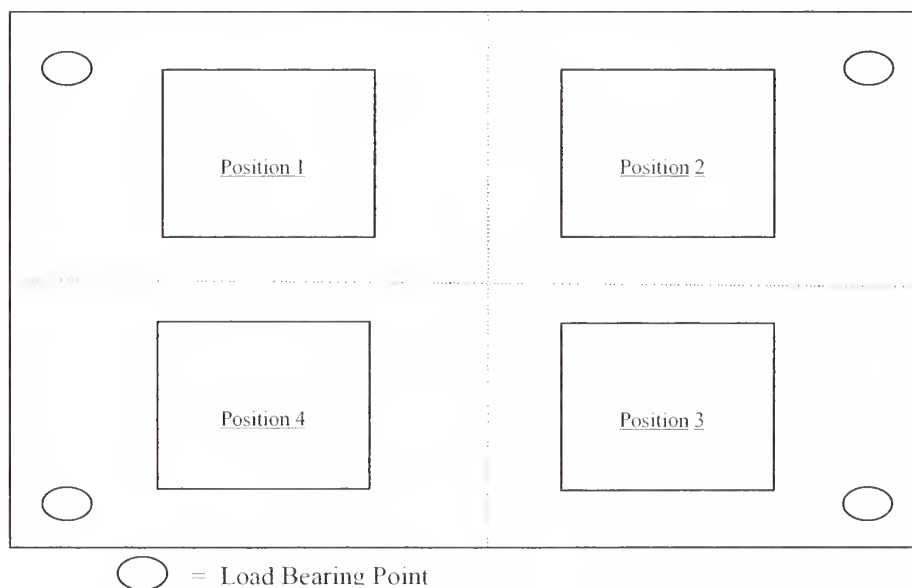 Position 1
Position 2
Position 4
Position 3
= Load Bearing Point